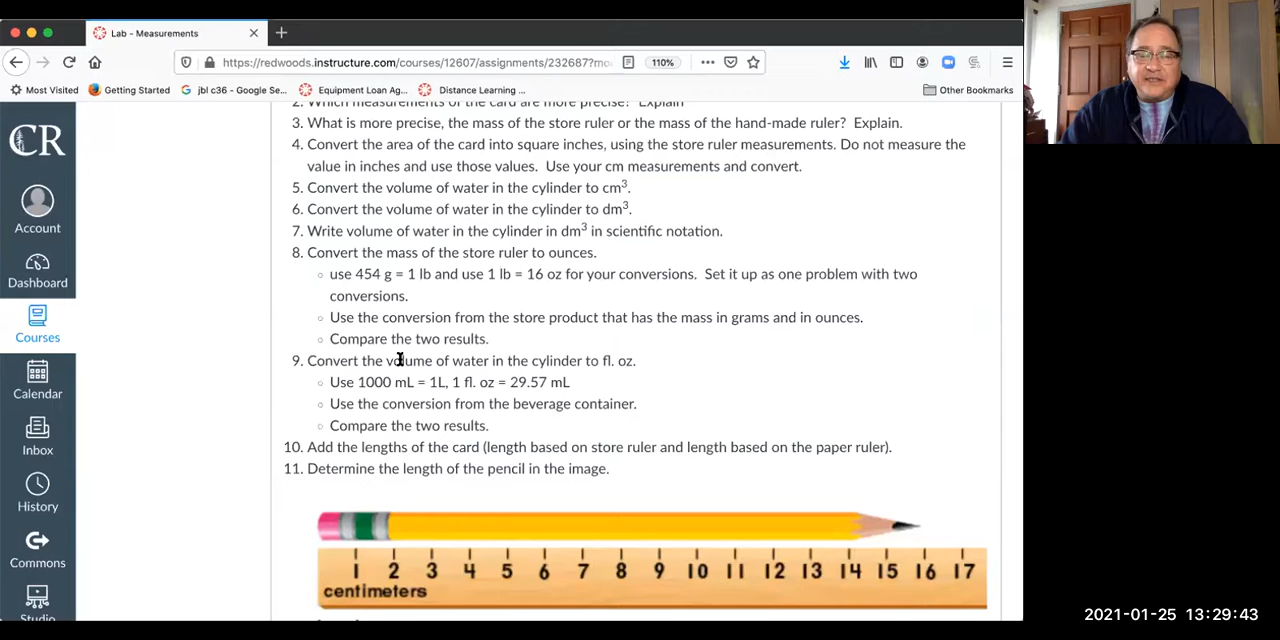 Lab - Measurements
https://redwoods.instructure.com/courses/12607/assignments/232687?mo
110%
Most Visited
Getting Started
jbl c36 - Google Se...
Equipment Loan Ag...
Distance Learning ...
Other Bookmarks
CR
Account
Dashboard
Courses
Calendar
Inbox
History
Commons
Studio
2. Which measurements of the card are more precise? Explain
3. What is more precise, the mass of the store ruler or the mass of the hand-made ruler? Explain.
4. Convert the area of the card into square inches, using the store ruler measurements. Do not measure the
value in inches and use those values. Use your cm measurements and convert.
5. Convert the volume of water in the cylinder to cm³.
6. Convert the volume of water in the cylinder to dm³.
7. Write volume of water in the cylinder in dm³ in scientific notation.
8. Convert the mass of the store ruler to ounces.
use 454 g = 1 lb and use 1 lb = 16 oz for your conversions. Set it up as one problem with two
conversions.
Use the conversion from the store product that has the mass in grams and in ounces.
Compare the two results.
9. Convert the volume of water in the cylinder to fl. oz.
Use 1000 mL = 1L, 1 fl. oz = 29.57 mL
Use the conversion from the beverage container.
Compare the two results.
10. Add the lengths of the card (length based on store ruler and length based on the paper ruler).
11. Determine the length of the pencil in the image.
1 2 3 4 5 6 7 8 9 10 11 12 13 14 15 16 17
centimeters
2021-01-25 13:29:43